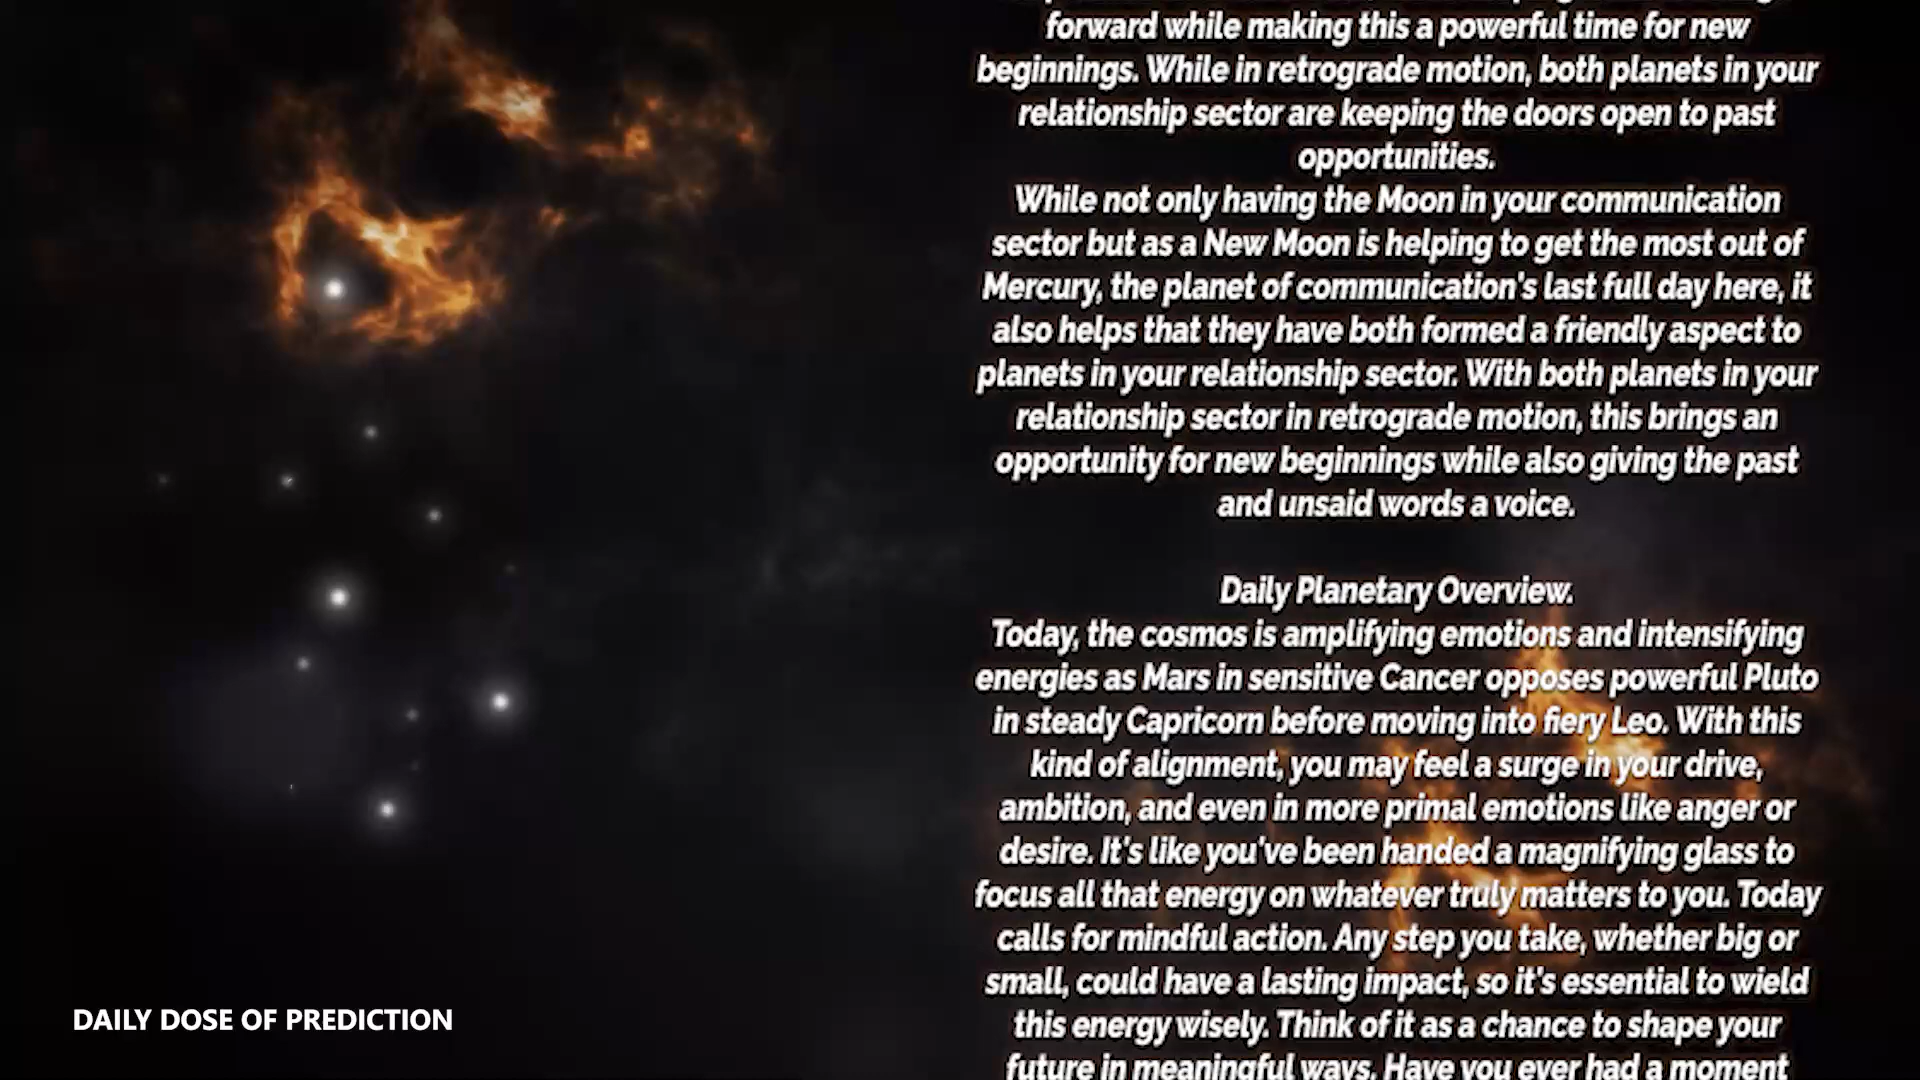 forward while making this a powerful time for new
beginnings. While in retrograde motion, both planets in your
relationship sector are keeping the doors open to past
opportunities.
While not only having the Moon in your communication
sector but as a New Moon is helping to get the most out of
Mercury, the planet of communication's last full day here, it
also helps that they have both formed a friendly aspect to
planets in your relationship sector. With both planets in your
relationship sector in retrograde motion, this brings an
opportunity for new beginnings while also giving the past
and unsaid words a voice.
Daily Planetary Overview.
Today, the cosmos is amplifying emotions and intensifying
energies as Mars in sensitive Cancer opposes powerful Pluto
in steady Capricorn before moving into fiery Leo. With this
kind of alignment, you may feel a surge in your drive,
ambition, and even in more primal emotions like anger or
desire. It's like you've been handed a magnifying glass to
focus all that energy on whatever truly matters to you. Today
calls for mindful action. Any step you take, whether big or
small, could have a lasting impact, so it's essential to wield
this energy wisely. Think of it as a chance to shape your
future in meaningful ways. Have you ever had a moment
DAILY DOSE OF PREDICTION